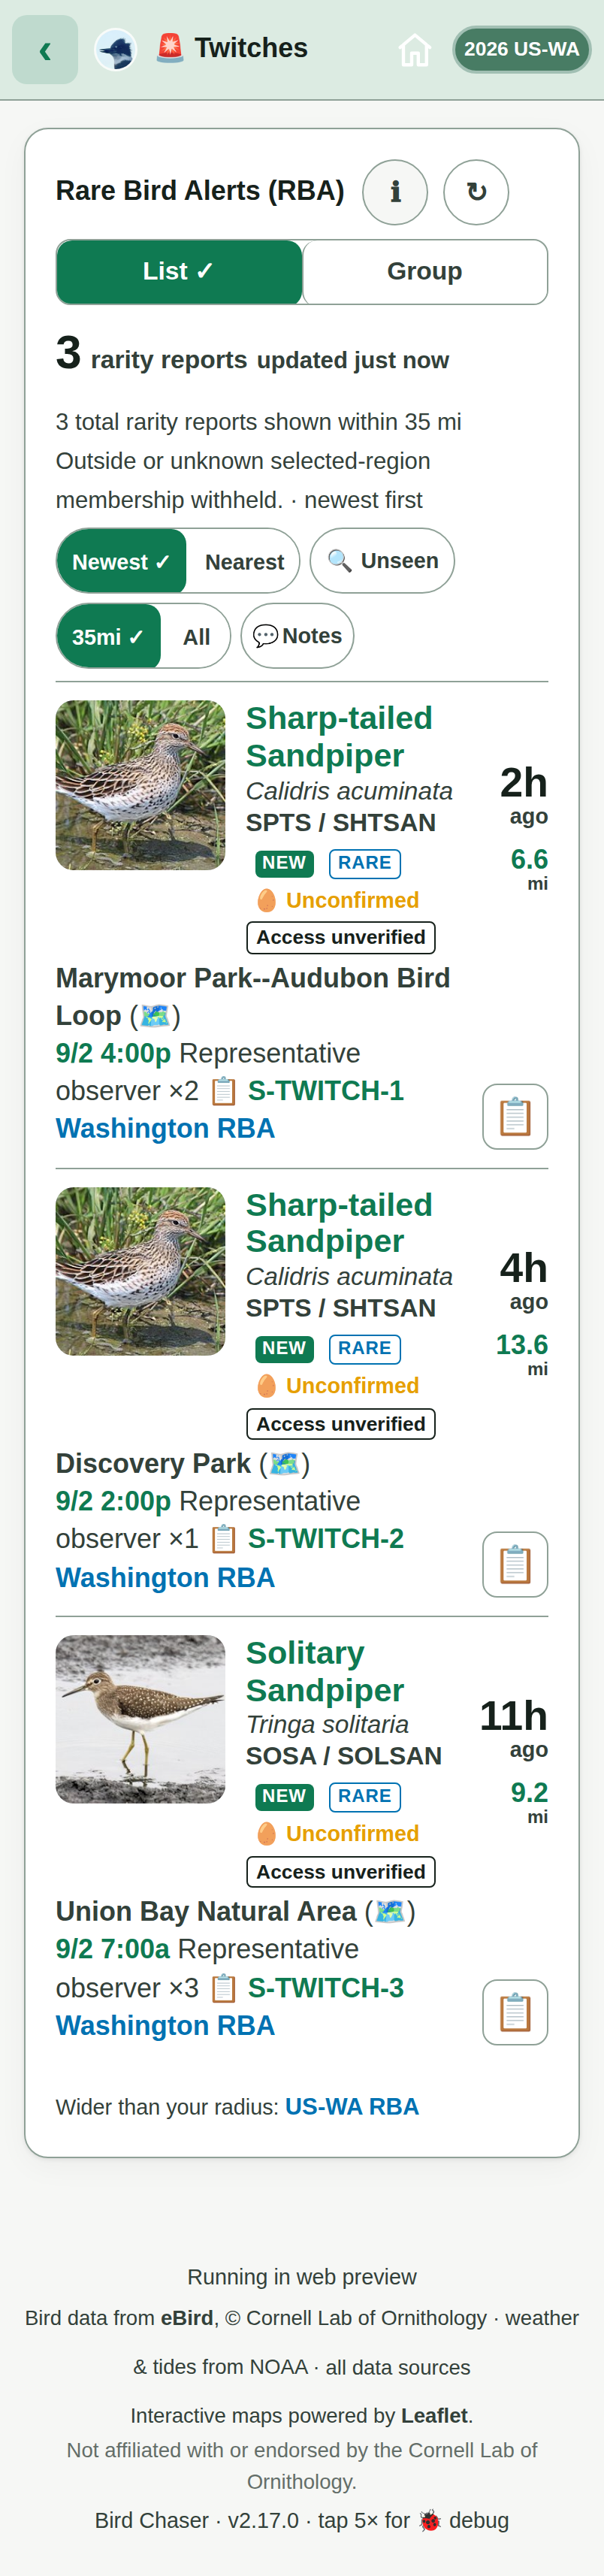 ‹ 🚨 Twitches 2026 US-WA
Rare Bird Alerts (RBA) ℹ ↻
List ✓ Group
3 rarity reports updated just now
3 total rarity reports shown within 35 mi
Outside or unknown selected-region
membership withheld. · newest first
Newest ✓ Nearest 🔍 Unseen
35mi ✓ All 💬 Notes
Sharp-tailed
Sandpiper
Calidris acuminata
SPTS / SHTSAN
NEW RARE
🥚 Unconfirmed
Access unverified
2h
ago
6.6
mi
Marymoor Park--Audubon Bird
Loop (🗺️)
9/2 4:00p Representative
observer ×2 📋 S-TWITCH-1
Washington RBA
📋
Sharp-tailed
Sandpiper
Calidris acuminata
SPTS / SHTSAN
NEW RARE
🥚 Unconfirmed
Access unverified
4h
ago
13.6
mi
Discovery Park (🗺️)
9/2 2:00p Representative
observer ×1 📋 S-TWITCH-2
Washington RBA
📋
Solitary
Sandpiper
Tringa solitaria
SOSA / SOLSAN
NEW RARE
🥚 Unconfirmed
Access unverified
11h
ago
9.2
mi
Union Bay Natural Area (🗺️)
9/2 7:00a Representative
observer ×3 📋 S-TWITCH-3
Washington RBA
📋
Wider than your radius: US-WA RBA
Running in web preview
Bird data from eBird, © Cornell Lab of Ornithology · weather
& tides from NOAA · all data sources
Interactive maps powered by Leaflet.
Not affiliated with or endorsed by the Cornell Lab of
Ornithology.
Bird Chaser · v2.17.0 · tap 5× for 🐞 debug